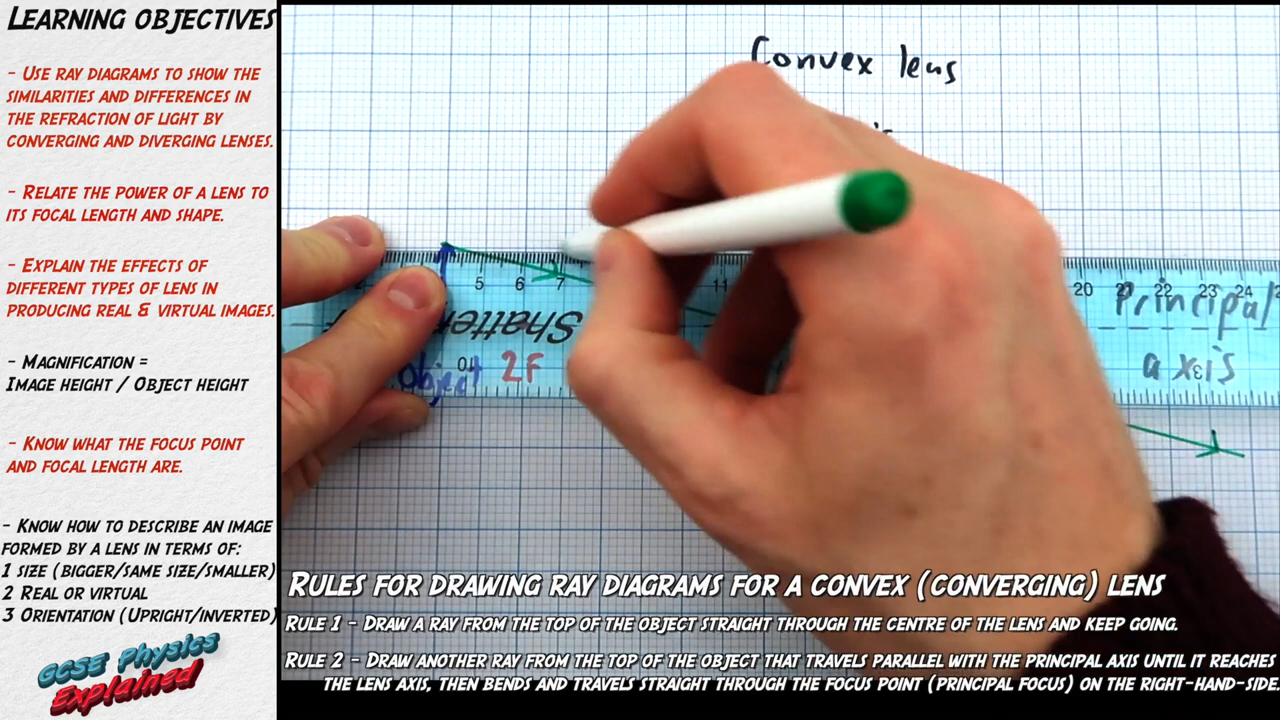 LEARNING OBJECTIVES
- USE RAY DIAGRAMS TO SHOW THE
SIMILARITIES AND DIFFERENCES IN
THE REFRACTION OF LIGHT BY
CONVERGING AND DIVERGING LENSES.
- RELATE THE POWER OF A LENS TO
ITS FOCAL LENGTH AND SHAPE.
- EXPLAIN THE EFFECTS OF
DIFFERENT TYPES OF LENS IN
PRODUCING REAL & VIRTUAL IMAGES.
- MAGNIFICATION =
IMAGE HEIGHT / OBJECT HEIGHT
- KNOW WHAT THE FOCUS POINT
AND FOCAL LENGTH ARE.
- KNOW HOW TO DESCRIBE AN IMAGE
FORMED BY A LENS IN TERMS OF:
1 SIZE (BIGGER/SAME SIZE/SMALLER)
2 REAL OR VIRTUAL
3 ORIENTATION (UPRIGHT/INVERTED)
GCSE PHYSICS
EXPLAINED
Convex lens
5 6 7 11 20 22 23 24
Shatter
Principal
axis
object 2F
10
RULES FOR DRAWING RAY DIAGRAMS FOR A CONVEX (CONVERGING) LENS
RULE 1 - DRAW A RAY FROM THE TOP OF THE OBJECT STRAIGHT THROUGH THE CENTRE OF THE LENS AND KEEP GOING.
RULE 2 - DRAW ANOTHER RAY FROM THE TOP OF THE OBJECT THAT TRAVELS PARALLEL WITH THE PRINCIPAL AXIS UNTIL IT REACHES
THE LENS AXIS, THEN BENDS AND TRAVELS STRAIGHT THROUGH THE FOCUS POINT (PRINCIPAL FOCUS) ON THE RIGHT-HAND-SIDE.